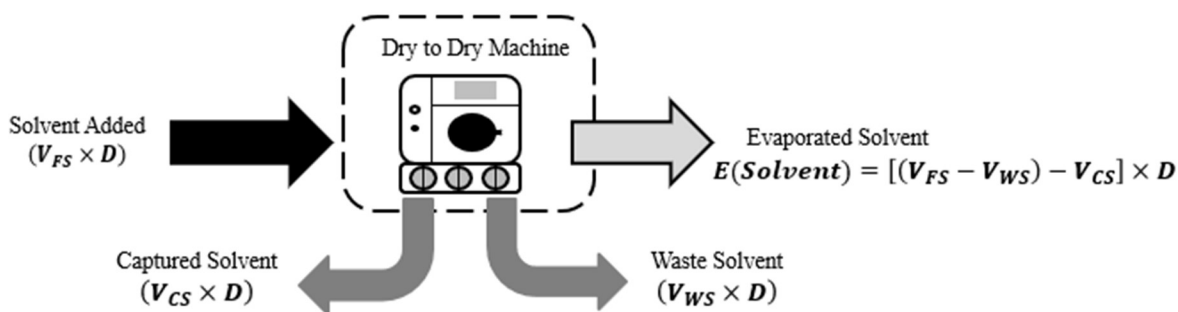 Dry to Dry Machine
Solvent Added
(V_FS × D)
Evaporated Solvent
E(Solvent) = [(V_FS − V_WS) − V_CS] × D
Captured Solvent
(V_CS × D)
Waste Solvent
(V_WS × D)